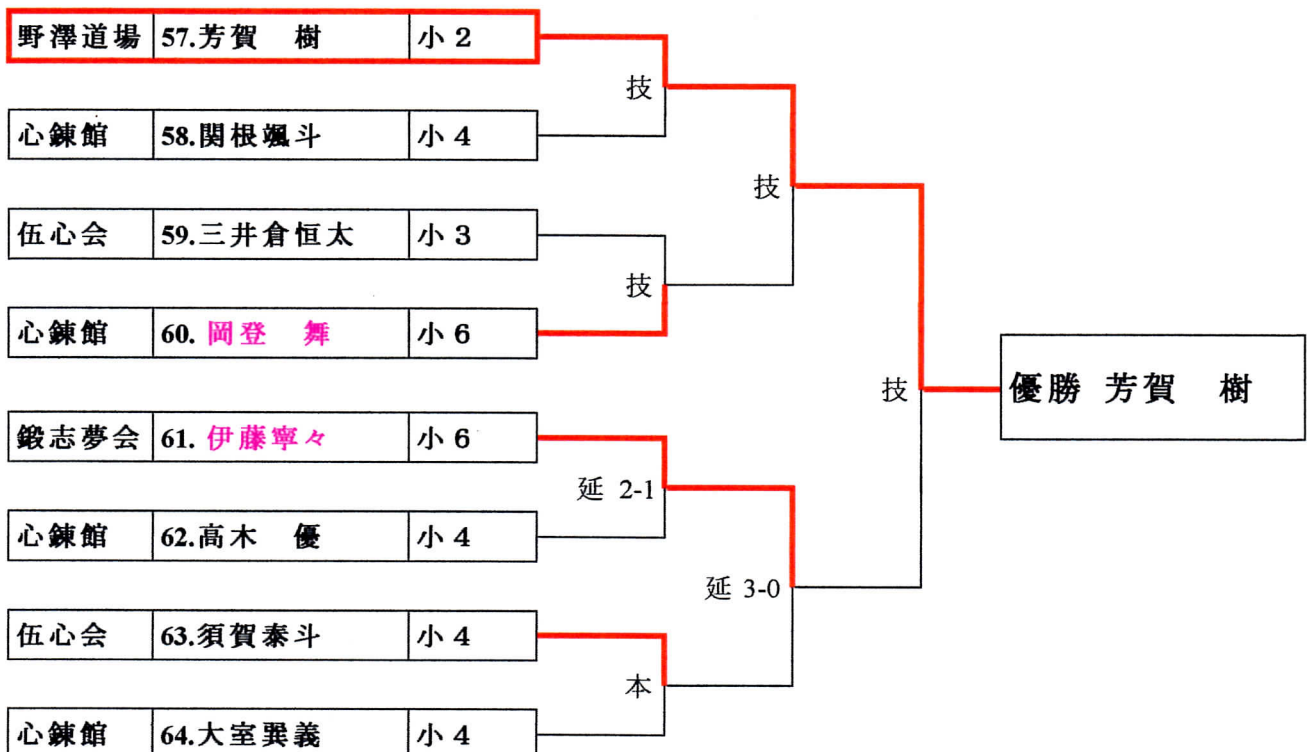 野澤道場 57.芳賀 樹 小2
技
心錬館 58.関根颯斗 小4
技
伍心会 59.三井倉恒太 小3
技
心錬館 60. 岡登 舞 小6
技 優勝 芳賀 樹
鍛志夢会 61. 伊藤寧々 小6
延 2-1
心錬館 62.高木 優 小4
延 3-0
伍心会 63.須賀泰斗 小4
本
心錬館 64.大室巽義 小4